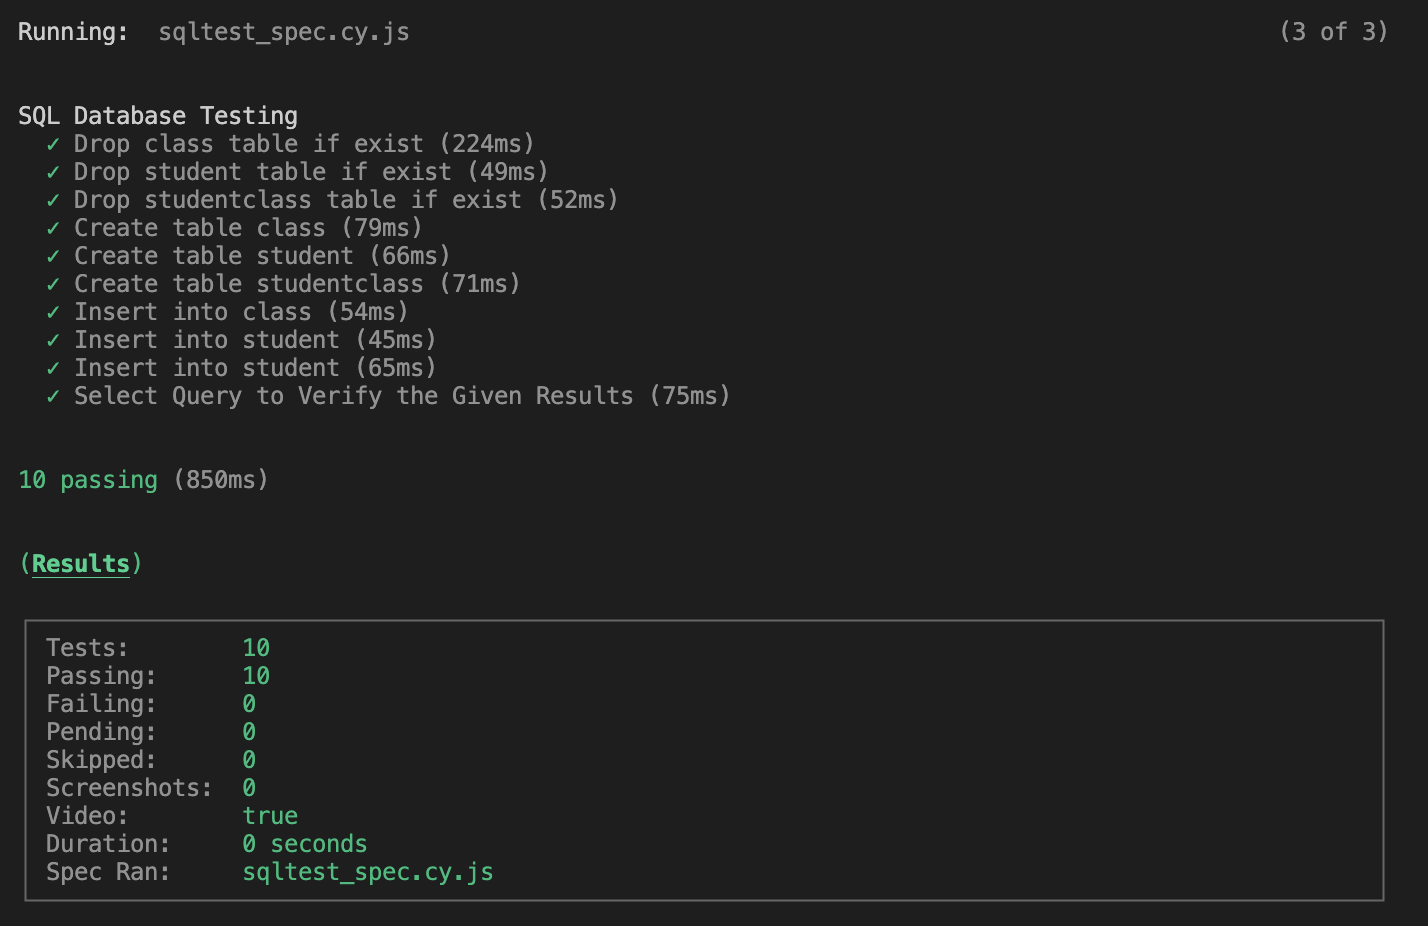 Running:  sqltest_spec.cy.js (3 of 3)
SQL Database Testing
✓ Drop class table if exist (224ms)
✓ Drop student table if exist (49ms)
✓ Drop studentclass table if exist (52ms)
✓ Create table class (79ms)
✓ Create table student (66ms)
✓ Create table studentclass (71ms)
✓ Insert into class (54ms)
✓ Insert into student (45ms)
✓ Insert into student (65ms)
✓ Select Query to Verify the Given Results (75ms)
10 passing (850ms)
(Results)
Tests: 10
Passing: 10
Failing: 0
Pending: 0
Skipped: 0
Screenshots: 0
Video: true
Duration: 0 seconds
Spec Ran: sqltest_spec.cy.js